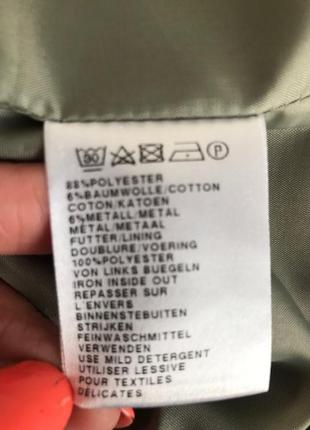 30 P
88%POLYESTER
6%BAUMWOLLE/COTTON
COTON/KATOEN
6%METALL/METAL
METAL/METAAL
FUTTER/LINING
DOUBLURE/VOERING
100%POLYESTER
VON LINKS BUEGELN
IRON INSIDE OUT
REPASSER SUR
L'ENVERS
BINNENSTEBUITEN
STRIJKEN
FEINWASCHMITTEL
VERWENDEN
USE MILD DETERGENT
UTILISER LESSIVE
POUR TEXTILES
DELICATES